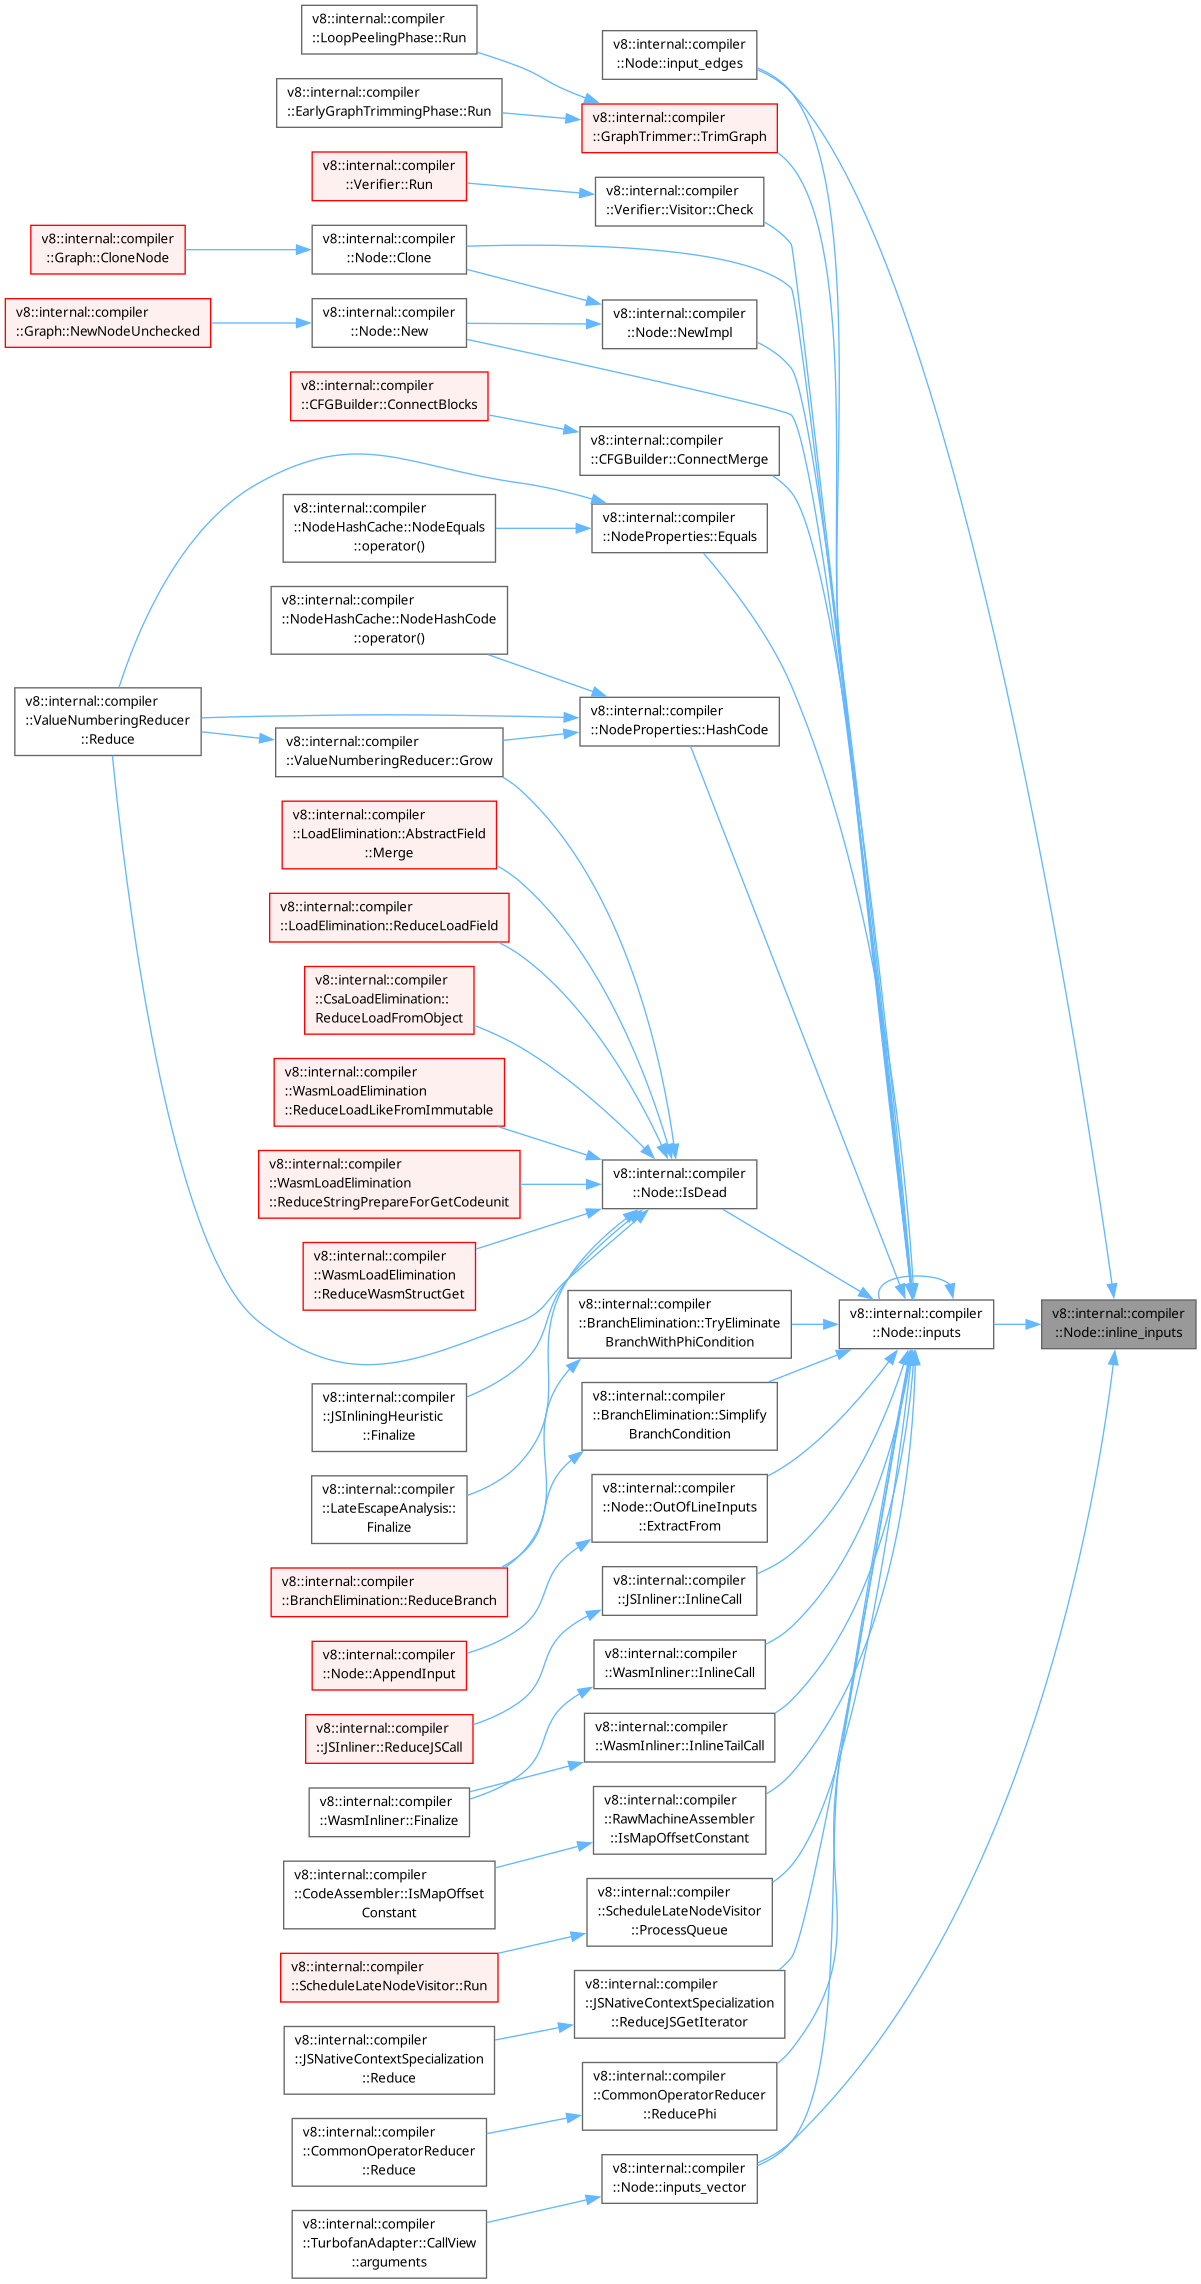 v8::internal::compiler
::LoopPeelingPhase::Run
v8::internal::compiler
::Node::input_edges
v8::internal::compiler
::EarlyGraphTrimmingPhase::Run
v8::internal::compiler
::GraphTrimmer::TrimGraph
v8::internal::compiler
::Verifier::Run
v8::internal::compiler
::Verifier::Visitor::Check
v8::internal::compiler
::Graph::CloneNode
v8::internal::compiler
::Node::Clone
v8::internal::compiler
::Graph::NewNodeUnchecked
v8::internal::compiler
::Node::New
v8::internal::compiler
::Node::NewImpl
v8::internal::compiler
::CFGBuilder::ConnectBlocks
v8::internal::compiler
::CFGBuilder::ConnectMerge
v8::internal::compiler
::NodeHashCache::NodeEquals
::operator()
v8::internal::compiler
::NodeProperties::Equals
v8::internal::compiler
::NodeHashCache::NodeHashCode
::operator()
v8::internal::compiler
::ValueNumberingReducer
::Reduce
v8::internal::compiler
::NodeProperties::HashCode
v8::internal::compiler
::ValueNumberingReducer::Grow
v8::internal::compiler
::LoadElimination::AbstractField
::Merge
v8::internal::compiler
::LoadElimination::ReduceLoadField
v8::internal::compiler
::CsaLoadElimination::
ReduceLoadFromObject
v8::internal::compiler
::WasmLoadElimination
::ReduceLoadLikeFromImmutable
v8::internal::compiler
::WasmLoadElimination
::ReduceStringPrepareForGetCodeunit
v8::internal::compiler
::Node::IsDead
v8::internal::compiler
::WasmLoadElimination
::ReduceWasmStructGet
v8::internal::compiler
::BranchElimination::TryEliminate
BranchWithPhiCondition
v8::internal::compiler
::Node::inputs
v8::internal::compiler
::Node::inline_inputs
v8::internal::compiler
::JSInliningHeuristic
::Finalize
v8::internal::compiler
::BranchElimination::Simplify
BranchCondition
v8::internal::compiler
::LateEscapeAnalysis::
Finalize
v8::internal::compiler
::Node::OutOfLineInputs
::ExtractFrom
v8::internal::compiler
::BranchElimination::ReduceBranch
v8::internal::compiler
::JSInliner::InlineCall
v8::internal::compiler
::Node::AppendInput
v8::internal::compiler
::WasmInliner::InlineCall
v8::internal::compiler
::JSInliner::ReduceJSCall
v8::internal::compiler
::WasmInliner::InlineTailCall
v8::internal::compiler
::WasmInliner::Finalize
v8::internal::compiler
::RawMachineAssembler
::IsMapOffsetConstant
v8::internal::compiler
::CodeAssembler::IsMapOffset
Constant
v8::internal::compiler
::ScheduleLateNodeVisitor
::ProcessQueue
v8::internal::compiler
::ScheduleLateNodeVisitor::Run
v8::internal::compiler
::JSNativeContextSpecialization
::ReduceJSGetIterator
v8::internal::compiler
::JSNativeContextSpecialization
::Reduce
v8::internal::compiler
::CommonOperatorReducer
::ReducePhi
v8::internal::compiler
::CommonOperatorReducer
::Reduce
v8::internal::compiler
::Node::inputs_vector
v8::internal::compiler
::TurbofanAdapter::CallView
::arguments